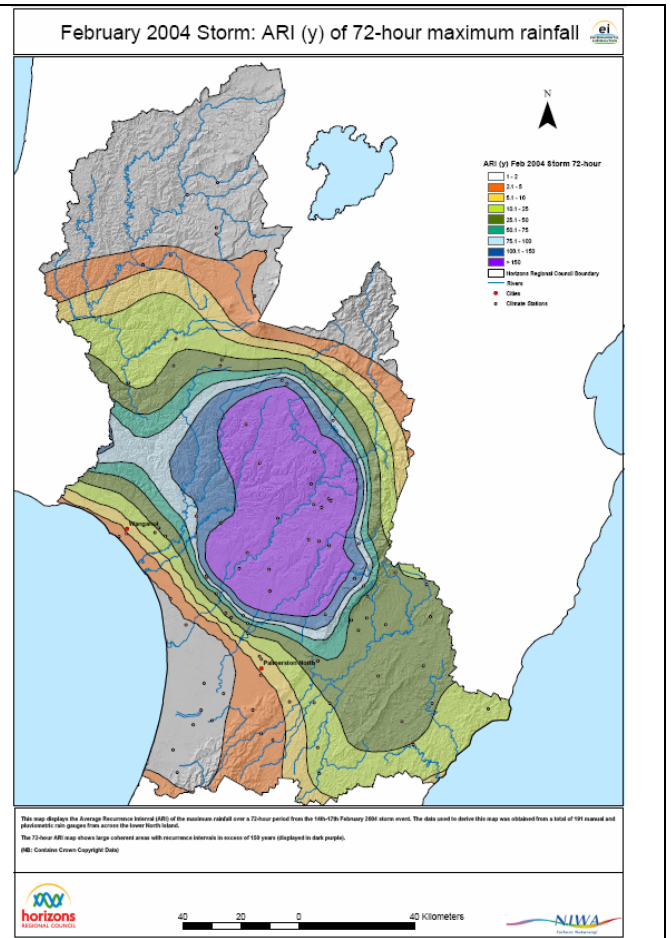 February 2004 Storm: ARI (y) of 72-hour maximum rainfall
ei
N
ARI (y) Feb 2004 Storm 72-hour
1 - 2
2.1 - 5
5.1 - 10
10.1 - 25
25.1 - 50
50.1 - 75
75.1 - 100
100.1 - 150
> 150
Horizons Regional Council Boundary
Rivers
Cities
Climate Stations
Wanganui
Palmerston North
This map displays the Average Recurrence Interval (ARI) of the maximum rainfall over a 72-hour period from the 14th-17th February 2004 storm event. The data used to derive this map was obtained from a total of 191 manual and
pluviometric rain gauges from across the lower North Island.
The 72-hour ARI map shows large coherent areas with recurrence intervals in excess of 150 years (displayed in dark purple).
(NB: Contains Crown Copyright Data)
horizons
REGIONAL COUNCIL
40 20 0 40 Kilometers
NIWA
Taihoro Nukurangi